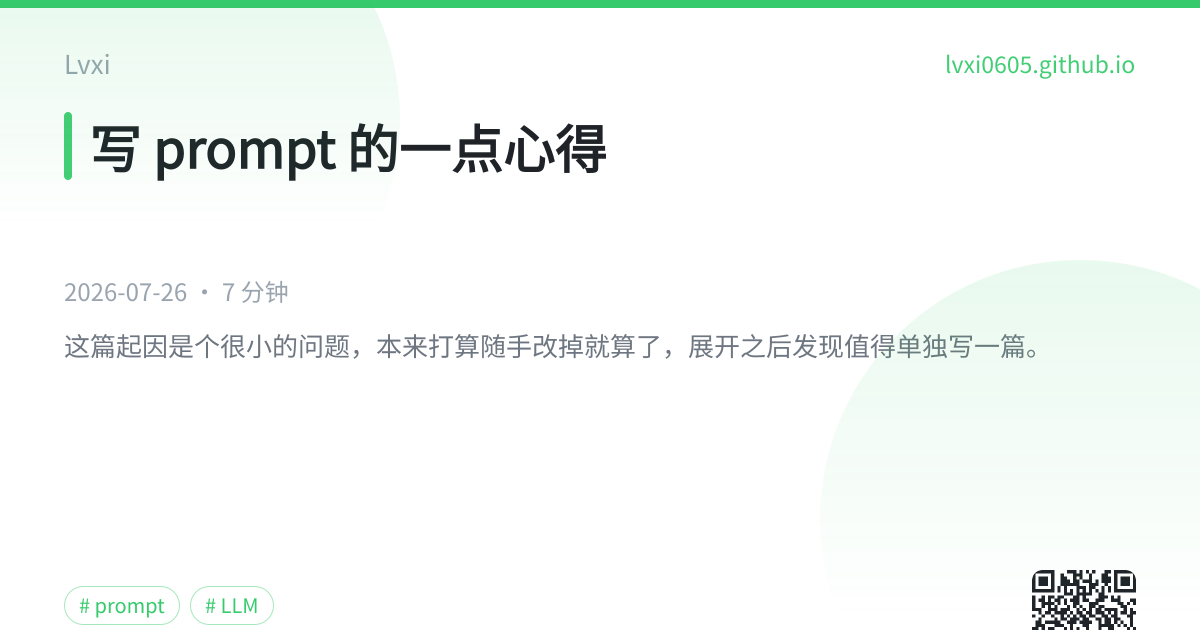 Lvxi
lvxi0605.github.io
写 prompt 的一点心得
2026-07-26 · 7 分钟
这篇起因是个很小的问题，本来打算随手改掉就算了，展开之后发现值得单独写一篇。
# prompt
# LLM